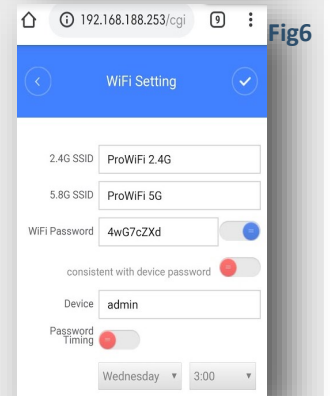 192.168.188.253/cgi
9
Fig6
WiFi Setting
2.4G SSID ProWiFi 2.4G
5.8G SSID ProWiFi 5G
WiFi Password 4wG7cZXd
consistent with device password
Device admin
Password
Timing
Wednesday 3:00